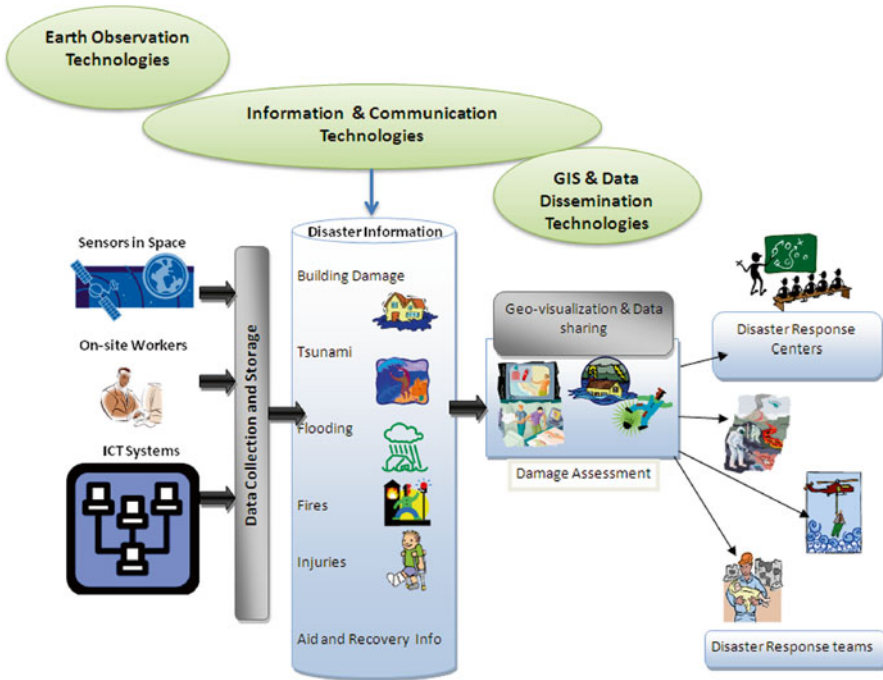 Earth Observation
Technologies
Information & Communication
Technologies
GIS & Data
Dissemination
Technologies
Sensors in Space
On-site Workers
ICT Systems
Data Collection and Storage
Disaster Information
Building Damage
Tsunami
Flooding
Fires
Injuries
Aid and Recovery Info
Geo-visualization & Data
sharing
Damage Assessment
Disaster Response
Centers
Disaster Response teams